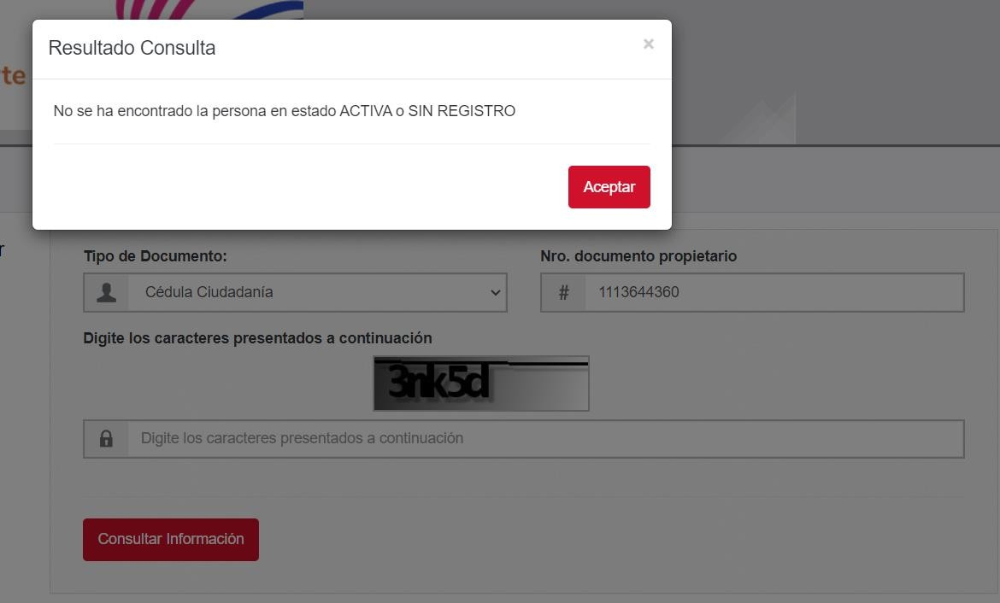 Resultado Consulta ×
te
No se ha encontrado la persona en estado ACTIVA o SIN REGISTRO
Aceptar
r
Tipo de Documento:
Nro. documento propietario
Cédula Ciudadanía
# 1113644360
Digite los caracteres presentados a continuación
3nk5d
Digite los caracteres presentados a continuación
Consultar Información